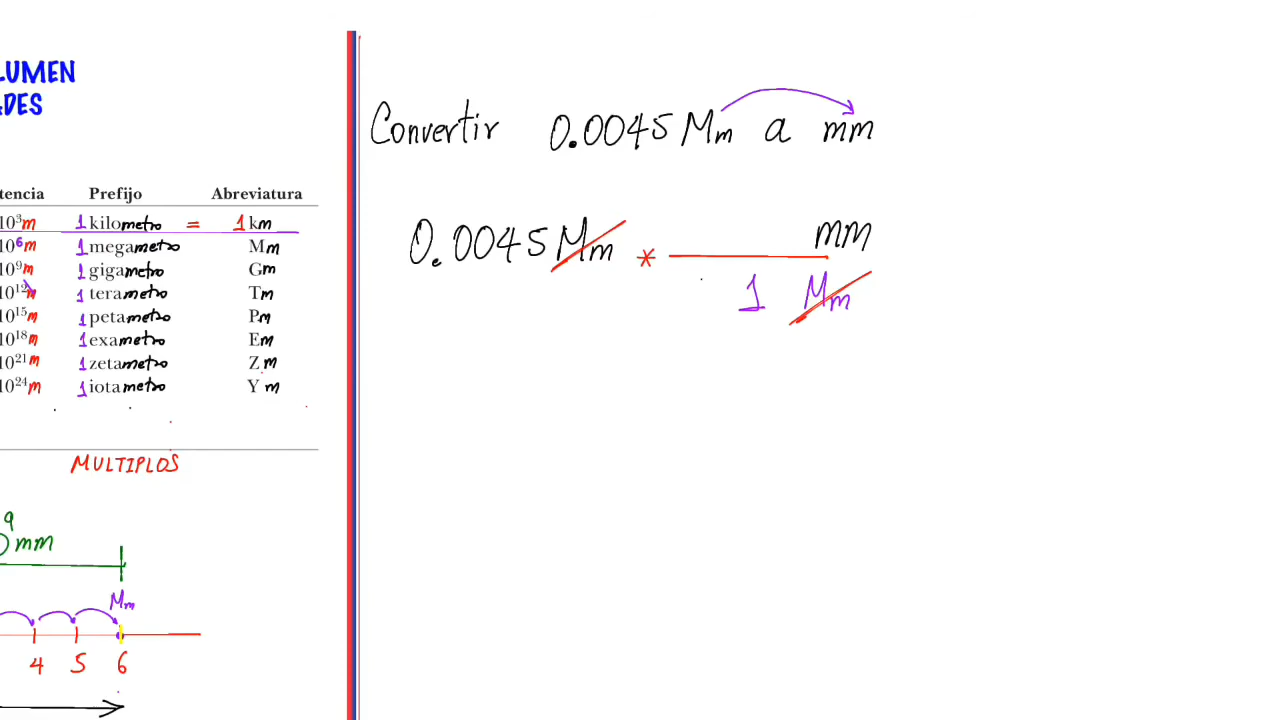 LUMEN
ADES
tencia Prefijo Abreviatura
10³m 1 kilometro = 1 km
10⁶m 1 megametro Mm
10⁹m 1 gigametro Gm
10¹²m 1 terametro Tm
10¹⁵m 1 petametro Pm
10¹⁸m 1 exametro Em
10²¹m 1 zetametro Zm
10²⁴m 1 iotametro Ym
MULTIPLOS
9
mm
Mm
4 5 6
Convertir 0.0045 Mm a mm
0.0045 Mm * mm
1 Mm